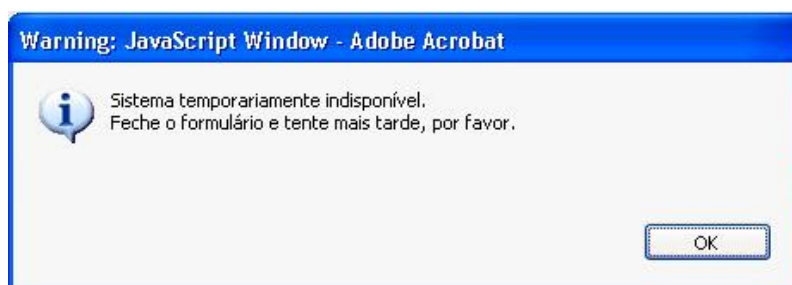 Warning: JavaScript Window - Adobe Acrobat
Sistema temporariamente indisponível.
Feche o formulário e tente mais tarde, por favor.
OK